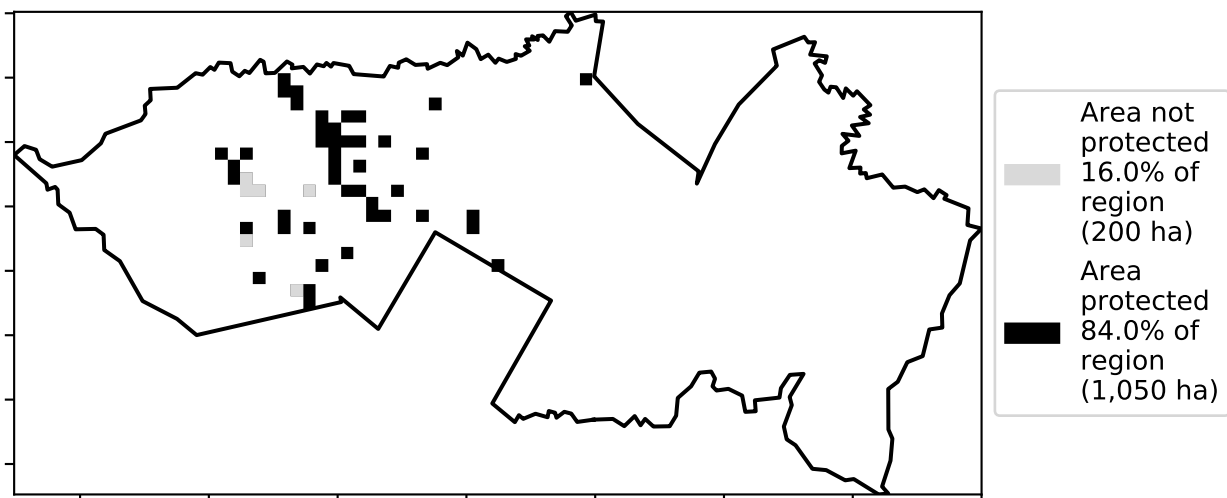 Area not
protected
16.0% of
region
(200 ha)
Area
protected
84.0% of
region
(1,050 ha)